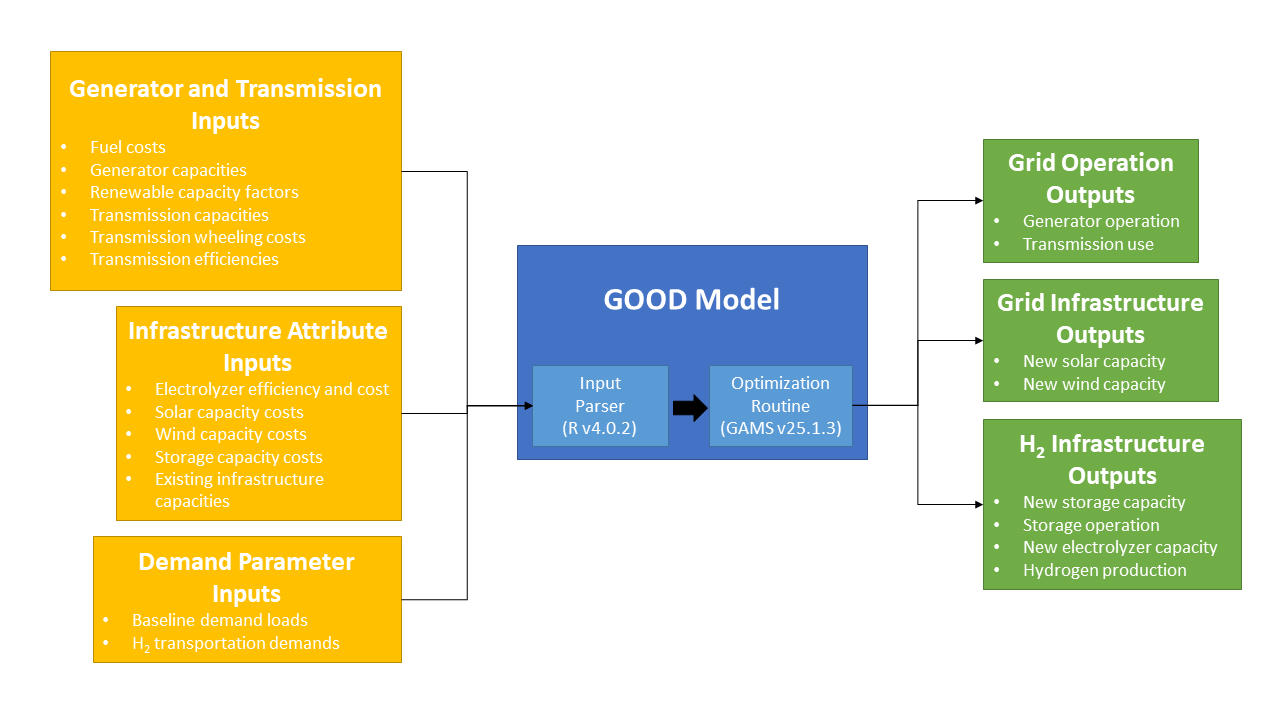 Generator and Transmission
Inputs
• Fuel costs
• Generator capacities
• Renewable capacity factors
• Transmission capacities
• Transmission wheeling costs
• Transmission efficiencies
Infrastructure Attribute
Inputs
• Electrolyzer efficiency and cost
• Solar capacity costs
• Wind capacity costs
• Storage capacity costs
• Existing infrastructure
capacities
Demand Parameter
Inputs
• Baseline demand loads
• H₂ transportation demands
GOOD Model
Input
Parser
(R v4.0.2)
Optimization
Routine
(GAMS v25.1.3)
Grid Operation
Outputs
• Generator operation
• Transmission use
Grid Infrastructure
Outputs
• New solar capacity
• New wind capacity
H₂ Infrastructure
Outputs
• New storage capacity
• Storage operation
• New electrolyzer capacity
• Hydrogen production